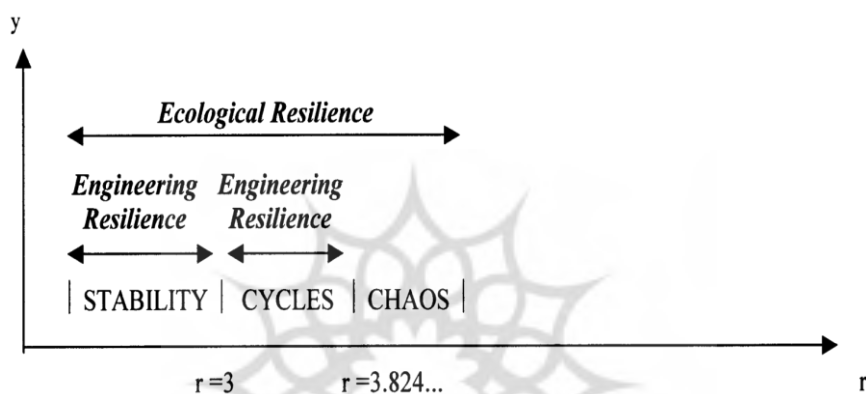 y
Ecological Resilience
Engineering Engineering
Resilience Resilience
| STABILITY | CYCLES | CHAOS |
r =3 r =3.824... r